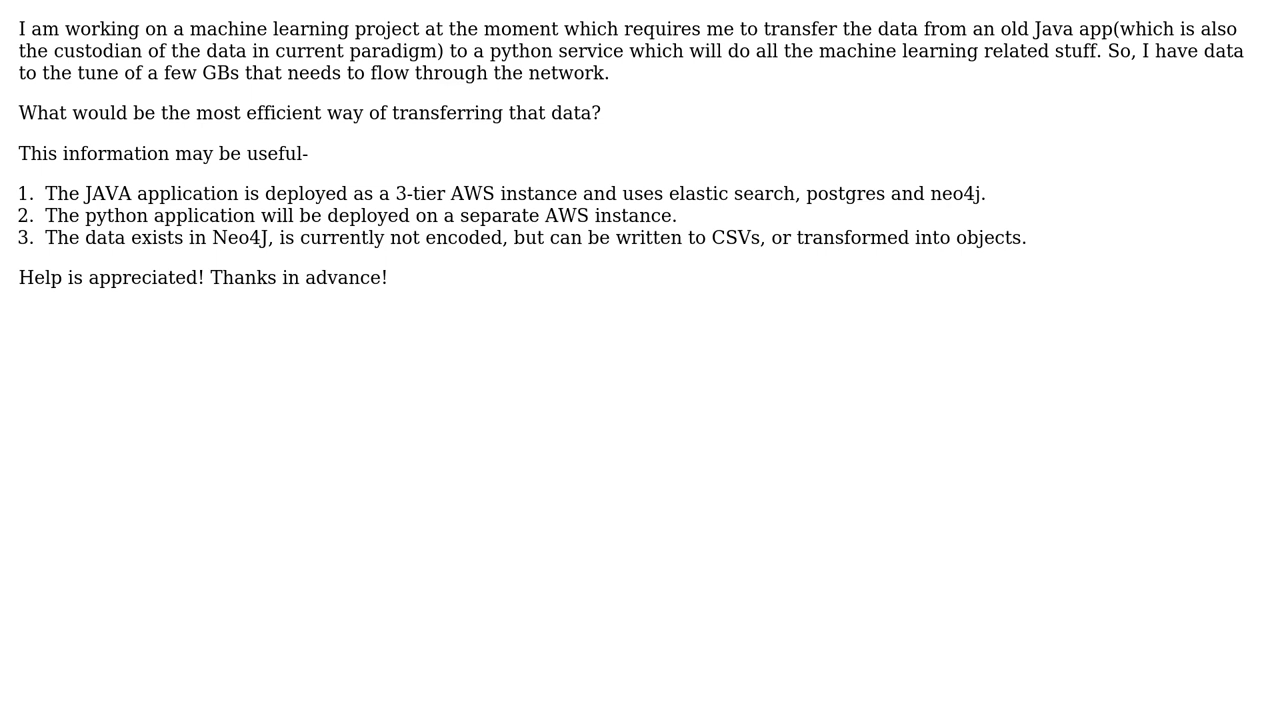 I am working on a machine learning project at the moment which requires me to transfer the data from an old Java app(which is also
the custodian of the data in current paradigm) to a python service which will do all the machine learning related stuff. So, I have data
to the tune of a few GBs that needs to flow through the network.
What would be the most efficient way of transferring that data?
This information may be useful-
1. The JAVA application is deployed as a 3-tier AWS instance and uses elastic search, postgres and neo4j.
2. The python application will be deployed on a separate AWS instance.
3. The data exists in Neo4J, is currently not encoded, but can be written to CSVs, or transformed into objects.
Help is appreciated! Thanks in advance!